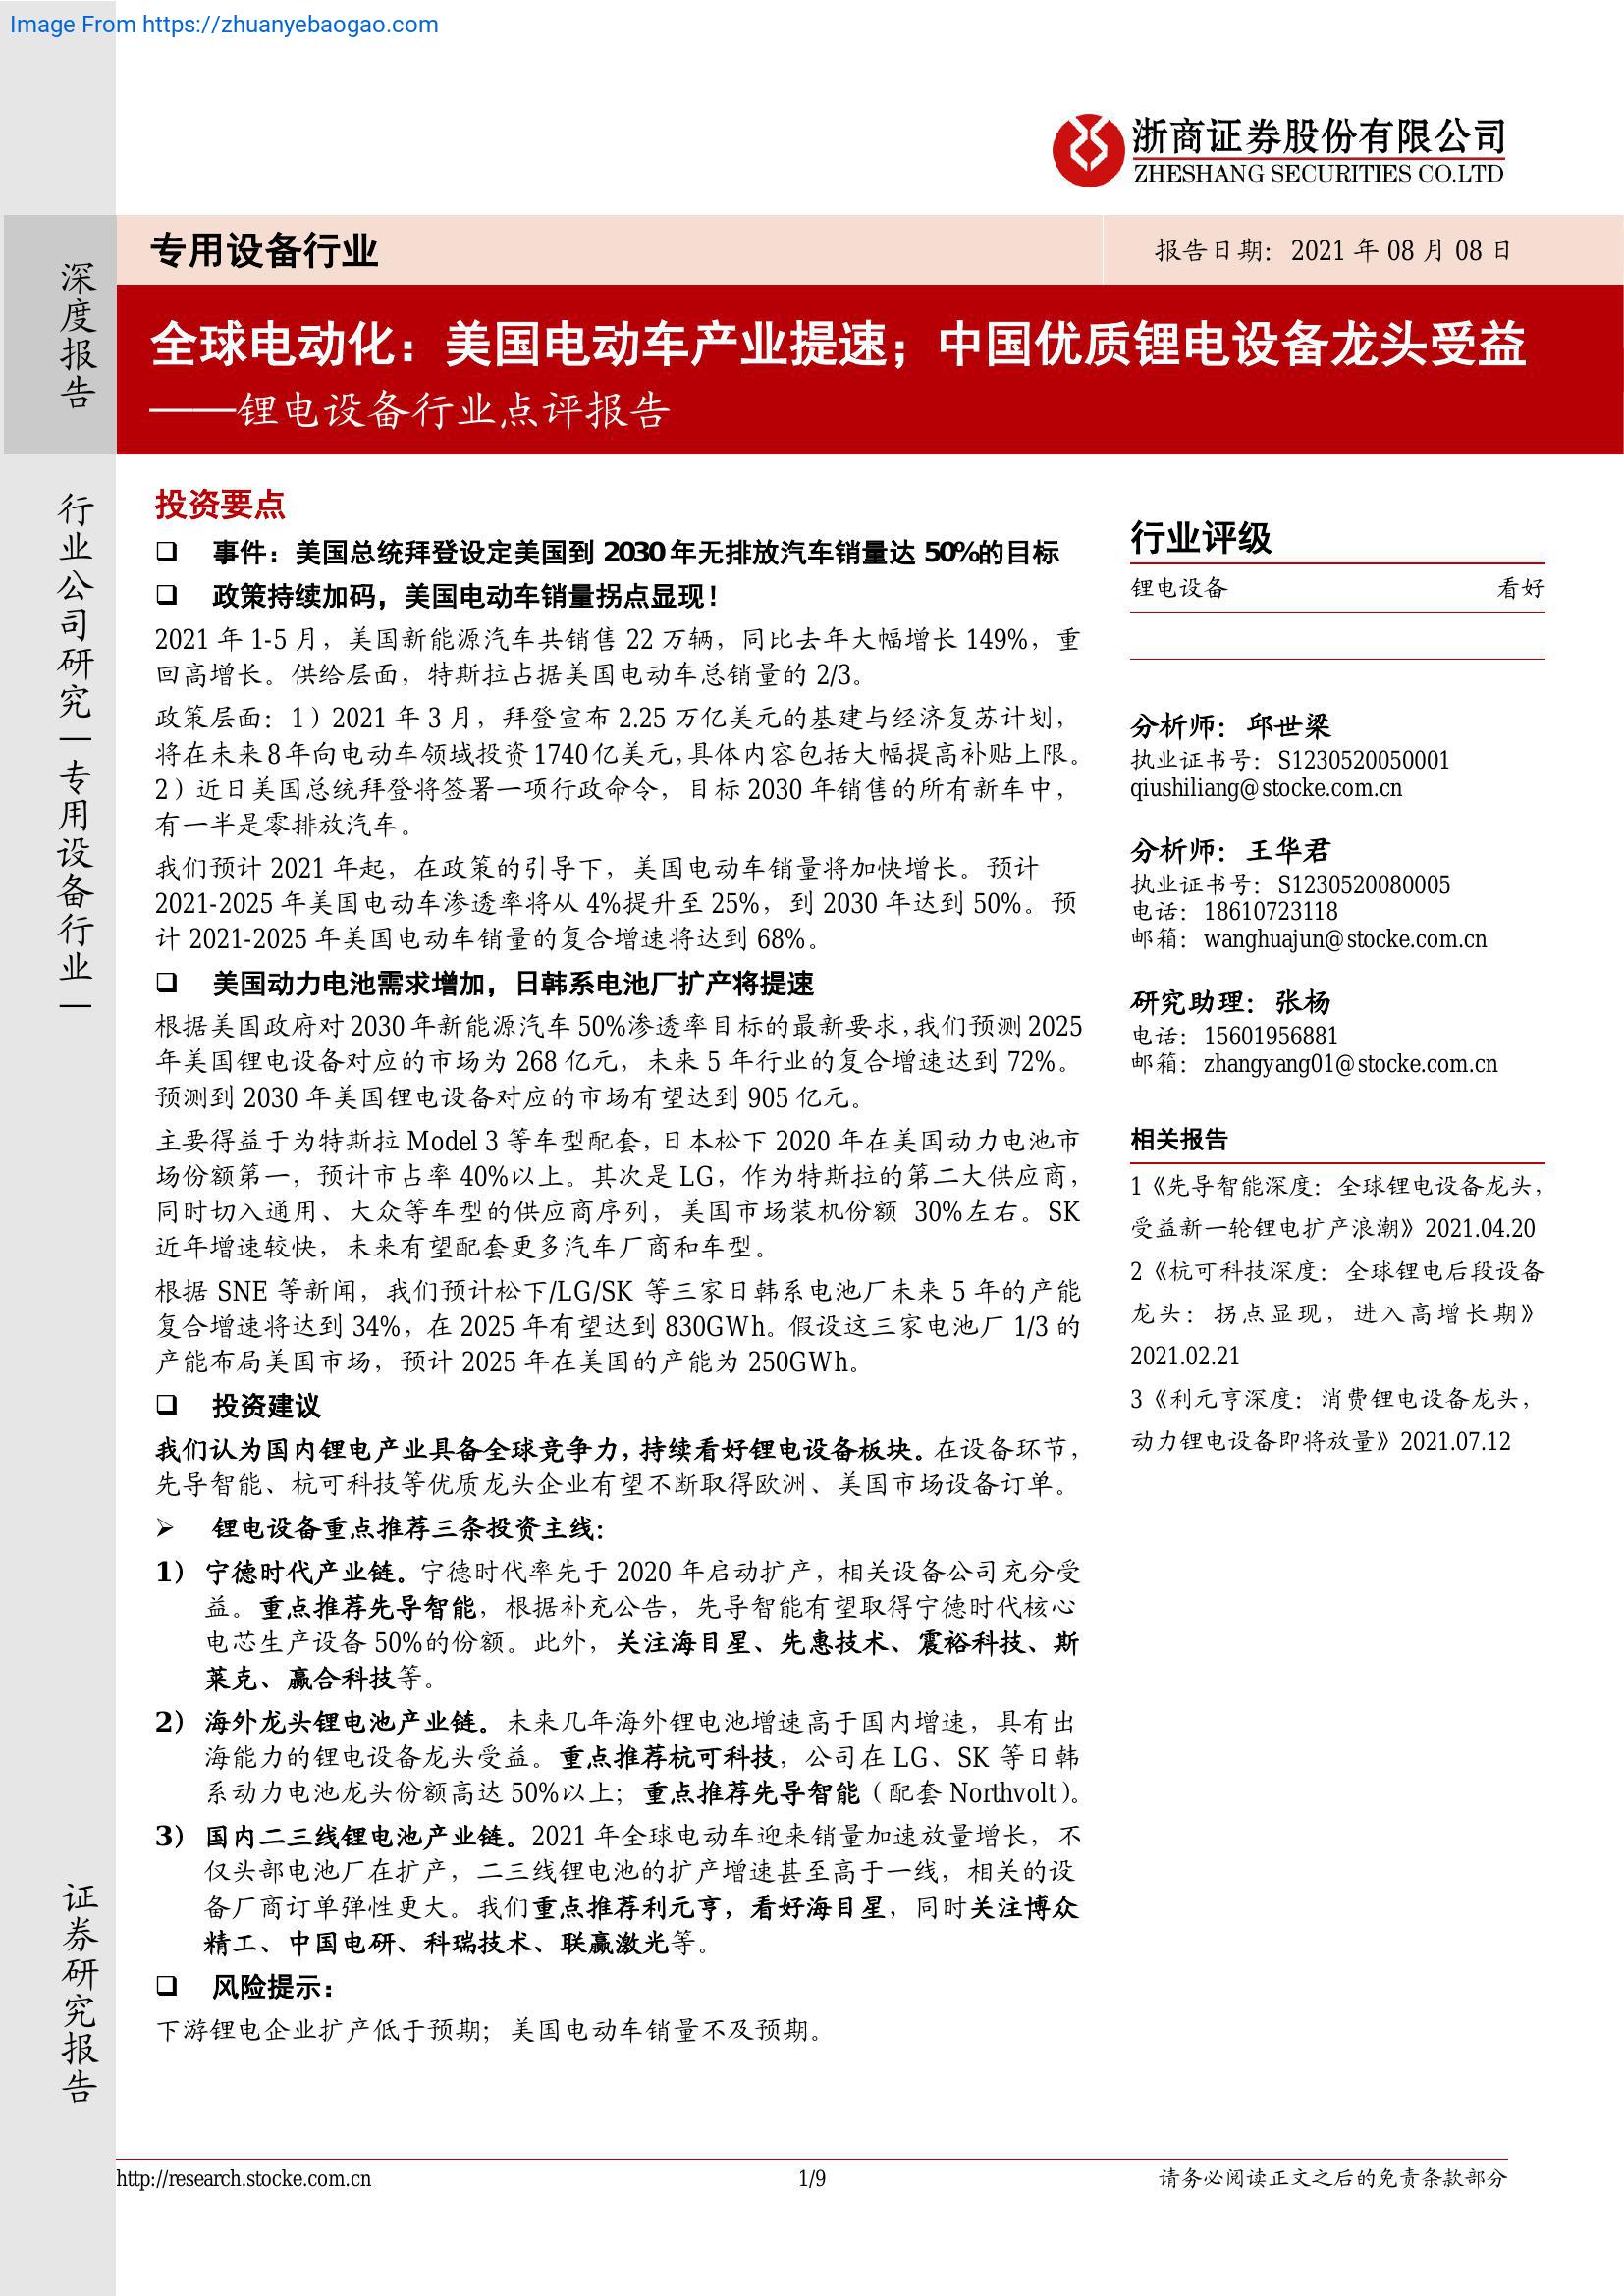 Image From https://zhuanyebaogao.com
浙商证券股份有限公司
ZHESHANG SECURITIES CO.LTD
专用设备行业
报告日期：2021 年 08 月 08 日
深度报告
全球电动化：美国电动车产业提速；中国优质锂电设备龙头受益
——锂电设备行业点评报告
行业公司研究｜专用设备行业｜
证券研究报告
投资要点
❑ 事件：美国总统拜登设定美国到 2030 年无排放汽车销量达 50%的目标
❑ 政策持续加码，美国电动车销量拐点显现！
2021 年 1-5 月，美国新能源汽车共销售 22 万辆，同比去年大幅增长 149%，重
回高增长。供给层面，特斯拉占据美国电动车总销量的 2/3。
政策层面：1）2021 年 3 月，拜登宣布 2.25 万亿美元的基建与经济复苏计划，
将在未来 8 年向电动车领域投资 1740 亿美元，具体内容包括大幅提高补贴上限。
2）近日美国总统拜登将签署一项行政命令，目标 2030 年销售的所有新车中，
有一半是零排放汽车。
我们预计 2021 年起，在政策的引导下，美国电动车销量将加快增长。预计
2021-2025 年美国电动车渗透率将从 4%提升至 25%，到 2030 年达到 50%。预
计 2021-2025 年美国电动车销量的复合增速将达到 68%。
❑ 美国动力电池需求增加，日韩系电池厂扩产将提速
根据美国政府对 2030 年新能源汽车 50%渗透率目标的最新要求，我们预测 2025
年美国锂电设备对应的市场为 268 亿元，未来 5 年行业的复合增速达到 72%。
预测到 2030 年美国锂电设备对应的市场有望达到 905 亿元。
主要得益于为特斯拉 Model 3 等车型配套，日本松下 2020 年在美国动力电池市
场份额第一，预计市占率 40%以上。其次是 LG，作为特斯拉的第二大供应商，
同时切入通用、大众等车型的供应商序列，美国市场装机份额 30%左右。SK
近年增速较快，未来有望配套更多汽车厂商和车型。
根据 SNE 等新闻，我们预计松下/LG/SK 等三家日韩系电池厂未来 5 年的产能
复合增速将达到 34%，在 2025 年有望达到 830GWh。假设这三家电池厂 1/3 的
产能布局美国市场，预计 2025 年在美国的产能为 250GWh。
❑ 投资建议
我们认为国内锂电产业具备全球竞争力，持续看好锂电设备板块。在设备环节，
先导智能、杭可科技等优质龙头企业有望不断取得欧洲、美国市场设备订单。
➢ 锂电设备重点推荐三条投资主线：
1）宁德时代产业链。宁德时代率先于 2020 年启动扩产，相关设备公司充分受
益。重点推荐先导智能，根据补充公告，先导智能有望取得宁德时代核心
电芯生产设备 50%的份额。此外，关注海目星、先惠技术、震裕科技、斯
莱克、赢合科技等。
2）海外龙头锂电池产业链。未来几年海外锂电池增速高于国内增速，具有出
海能力的锂电设备龙头受益。重点推荐杭可科技，公司在 LG、SK 等日韩
系动力电池龙头份额高达 50%以上；重点推荐先导智能（配套 Northvolt）。
3）国内二三线锂电池产业链。2021 年全球电动车迎来销量加速放量增长，不
仅头部电池厂在扩产，二三线锂电池的扩产增速甚至高于一线，相关的设
备厂商订单弹性更大。我们重点推荐利元亨，看好海目星，同时关注博众
精工、中国电研、科瑞技术、联赢激光等。
❑ 风险提示：
下游锂电企业扩产低于预期；美国电动车销量不及预期。
行业评级
锂电设备 看好
分析师：邱世梁
执业证书号：S1230520050001
qiushiliang@stocke.com.cn
分析师：王华君
执业证书号：S1230520080005
电话：18610723118
邮箱：wanghuajun@stocke.com.cn
研究助理：张杨
电话：15601956881
邮箱：zhangyang01@stocke.com.cn
相关报告
1《先导智能深度：全球锂电设备龙头，
受益新一轮锂电扩产浪潮》2021.04.20
2《杭可科技深度：全球锂电后段设备
龙头：拐点显现，进入高增长期》
2021.02.21
3《利元亨深度：消费锂电设备龙头，
动力锂电设备即将放量》2021.07.12
http://research.stocke.com.cn
1/9
请务必阅读正文之后的免责条款部分